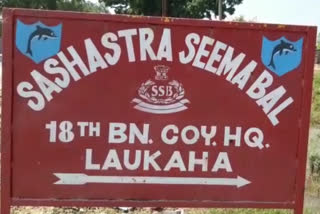 SASHASTRA SEEMA BAL
SSB
18TH BN. COY. HQ.
LAUKAHA